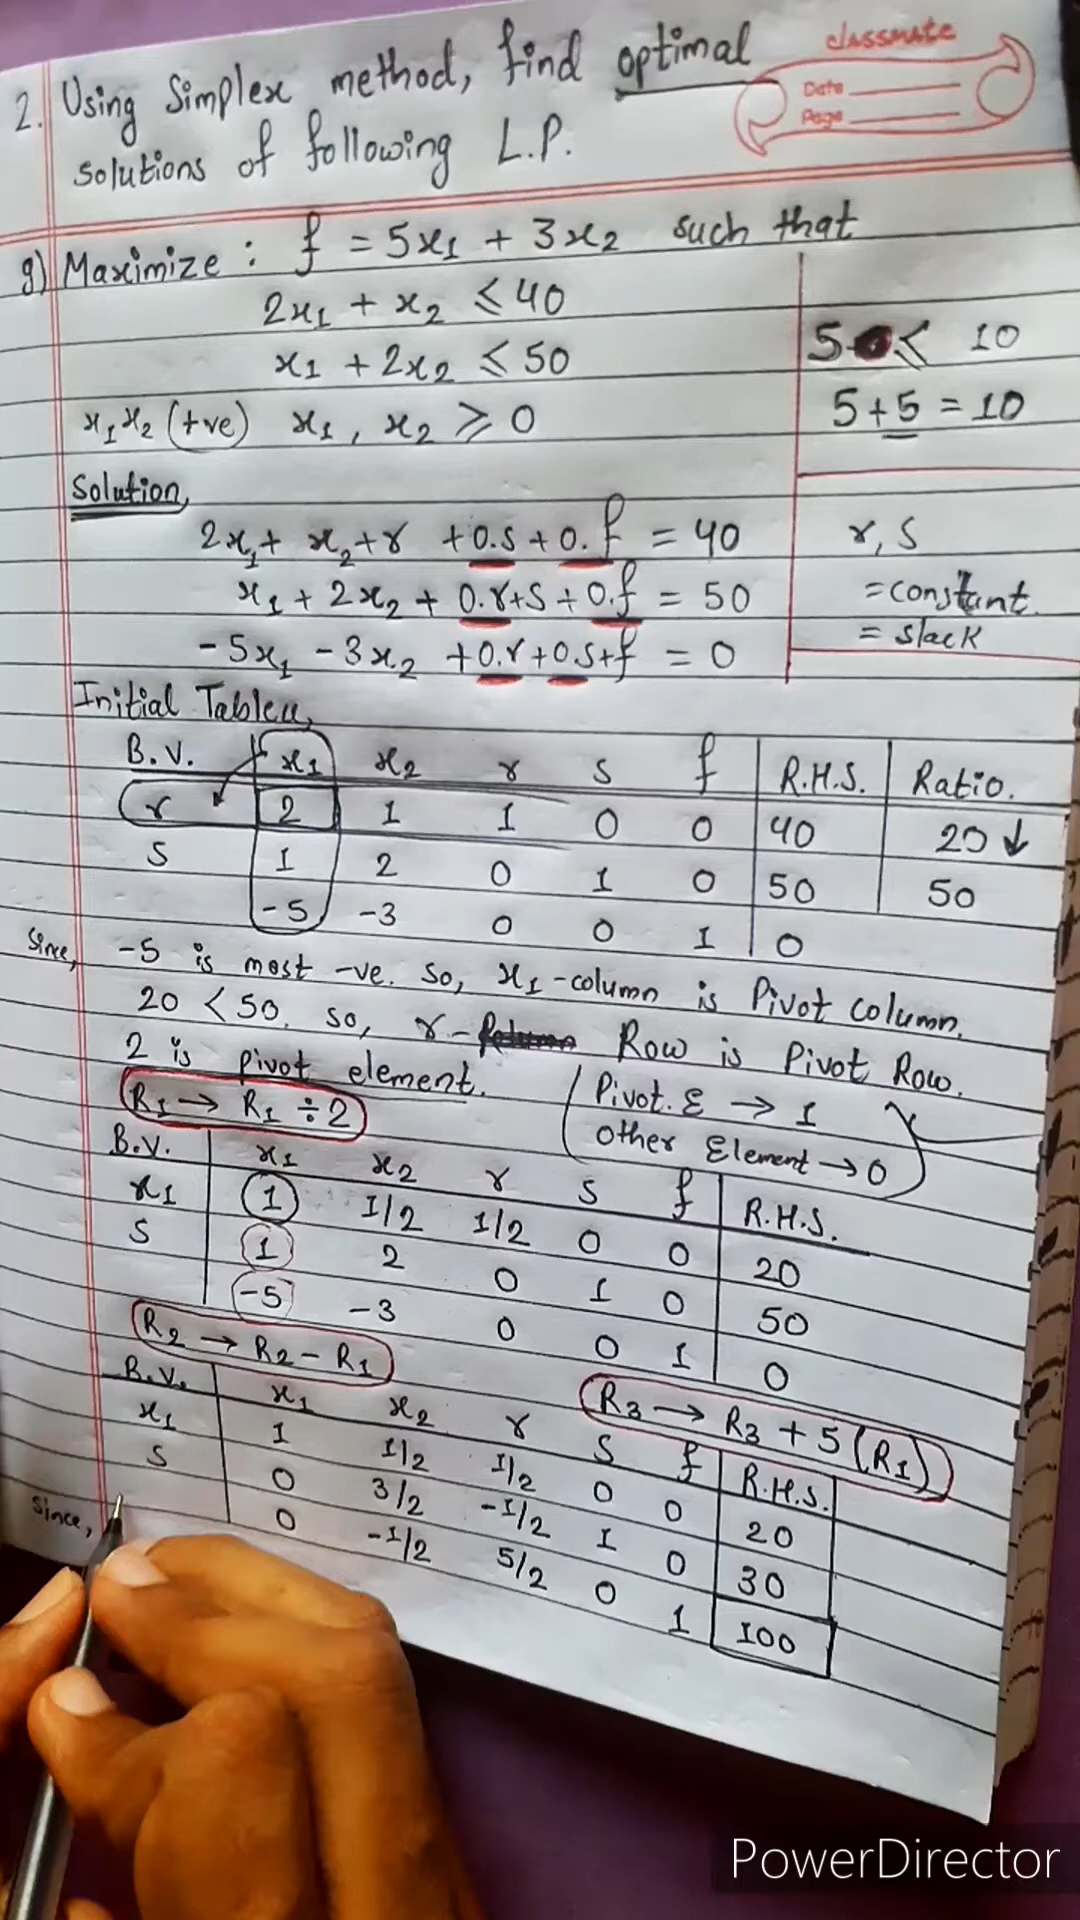 classmate
Date
Page
2. Using Simplex method, find optimal
solutions of following L.P.
g) Maximize : f = 5x₁ + 3x₂ such that
2x₁ + x₂ ≤ 40
x₁ + 2x₂ ≤ 50
x₁x₂ (+ve) x₁, x₂ ≥ 0
5 ≤ 10
5 + 5 = 10
Solution,
2x₁ + x₂ + r + 0.s + 0.f = 40
x₁ + 2x₂ + 0.r + s + 0.f = 50
-5x₁ - 3x₂ + 0.r + 0.s + f = 0
r, s
= constant.
= slack
Initial Tableu,
B.V. x₁ x₂ r s f R.H.S. Ratio.
r 2 1 1 0 0 40 20 ↓
s 1 2 0 1 0 50 50
-5 -3 0 0 1 0
Since, -5 is most -ve. so, x₁-column is Pivot column.
20 < 50. so, r- Row is Pivot Row.
2 is pivot element.
Pivot. E → 1
other Element → 0
R₁ → R₁ ÷ 2
B.V. x₁ x₂ r s f R.H.S.
x₁ 1 1/2 1/2 0 0 20
s 1 2 0 1 0 50
-5 -3 0 0 1 0
R₂ → R₂ - R₁
R₃ → R₃ + 5(R₁)
B.V. x₁ x₂ r s f R.H.S.
x₁ 1 1/2 1/2 0 0 20
s 0 3/2 -1/2 1 0 30
0 -1/2 5/2 0 1 100
Since,
PowerDirector